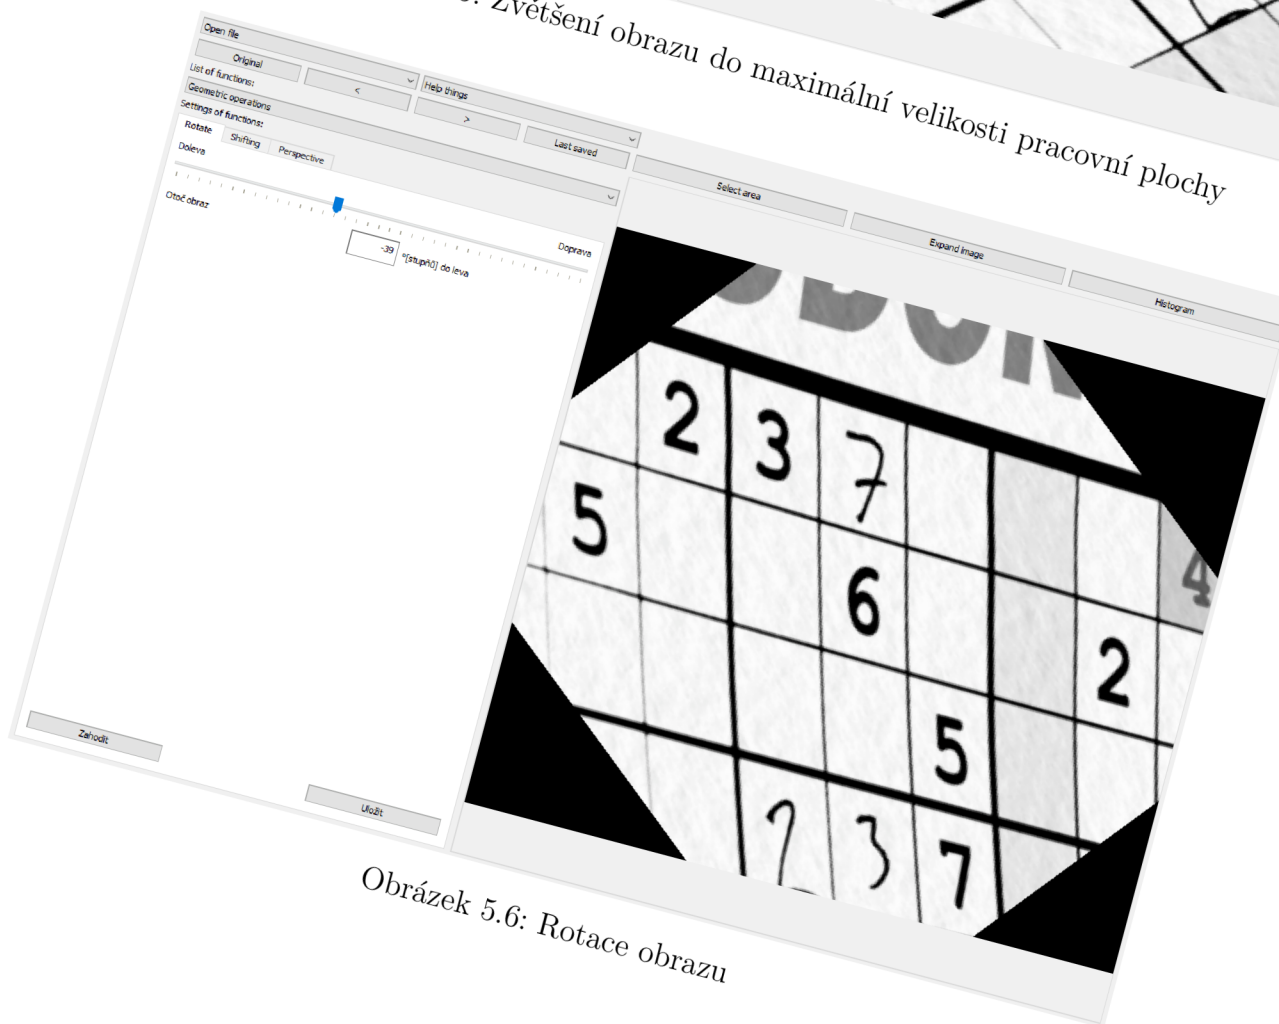 Zvětšení obrazu do maximální velikosti pracovní plochy
Open file
Help things
Original
<
>
Last saved
List of functions:
Geometric operations
Settings of functions:
Rotate Shifting Perspective
Doleva
Doprava
Otoč obraz
-39 °[stupňů] do leva
Zahodit
Uložit
Select area
Expand image
Histogram
2 3 7
5 6 4
5 2
3 7
Obrázek 5.6: Rotace obrazu